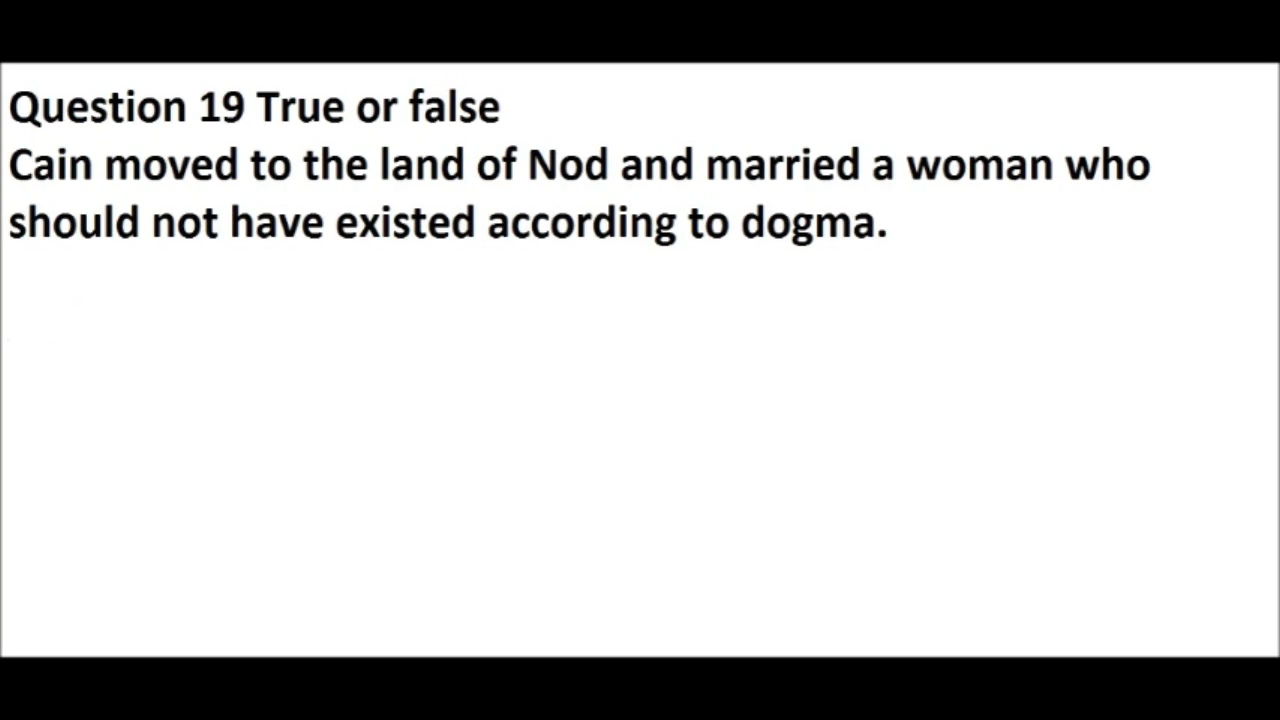 Question 19 True or false
Cain moved to the land of Nod and married a woman who
should not have existed according to dogma.